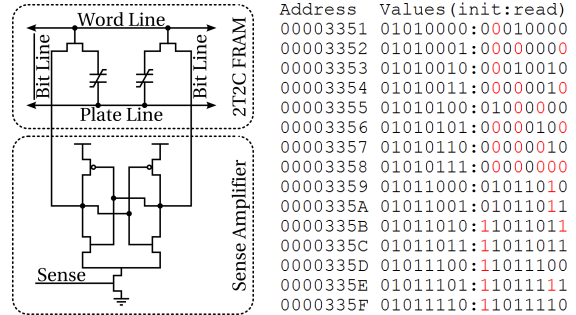 Word Line
Bit Line
Bit Line
Plate Line
2T2C FRAM
Sense Amplifier
Sense
Address Values(init:read)
00003351 01010000:00010000
00003352 01010001:00000000
00003353 01010010:00010010
00003354 01010011:00000010
00003355 01010100:01000000
00003356 01010101:00000100
00003357 01010110:00000010
00003358 01010111:00000000
00003359 01011000:01011010
0000335A 01011001:01011011
0000335B 01011010:11011011
0000335C 01011011:11011011
0000335D 01011100:11011100
0000335E 01011101:11011111
0000335F 01011110:11011110